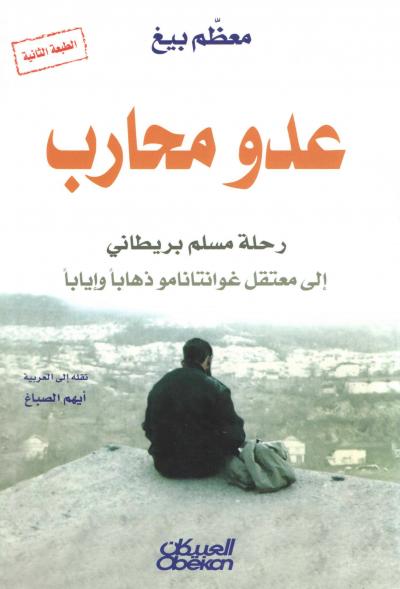 معظّم بيغ
الطبعة الثانية
عدو محارب
رحلة مسلم بريطاني
إلى معتقل غوانتانامو ذهاباً وإياباً
نقله إلى العربية
أيهم الصباغ
العبيكان
Obekan